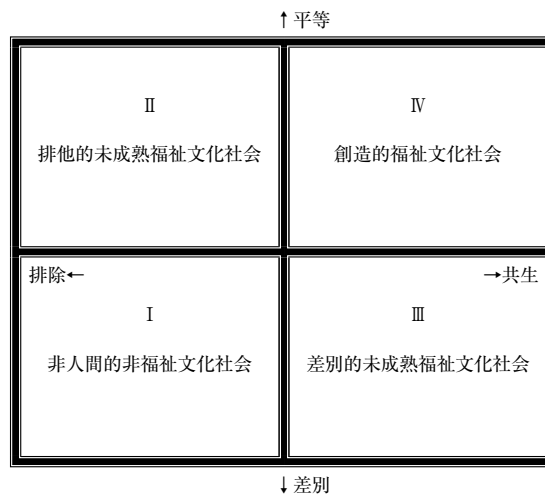 ↑平等
Ⅱ
排他的未成熟福祉文化社会
Ⅳ
創造的福祉文化社会
排除←
→共生
Ⅰ
非人間的非福祉文化社会
Ⅲ
差別的未成熟福祉文化社会
↓差別